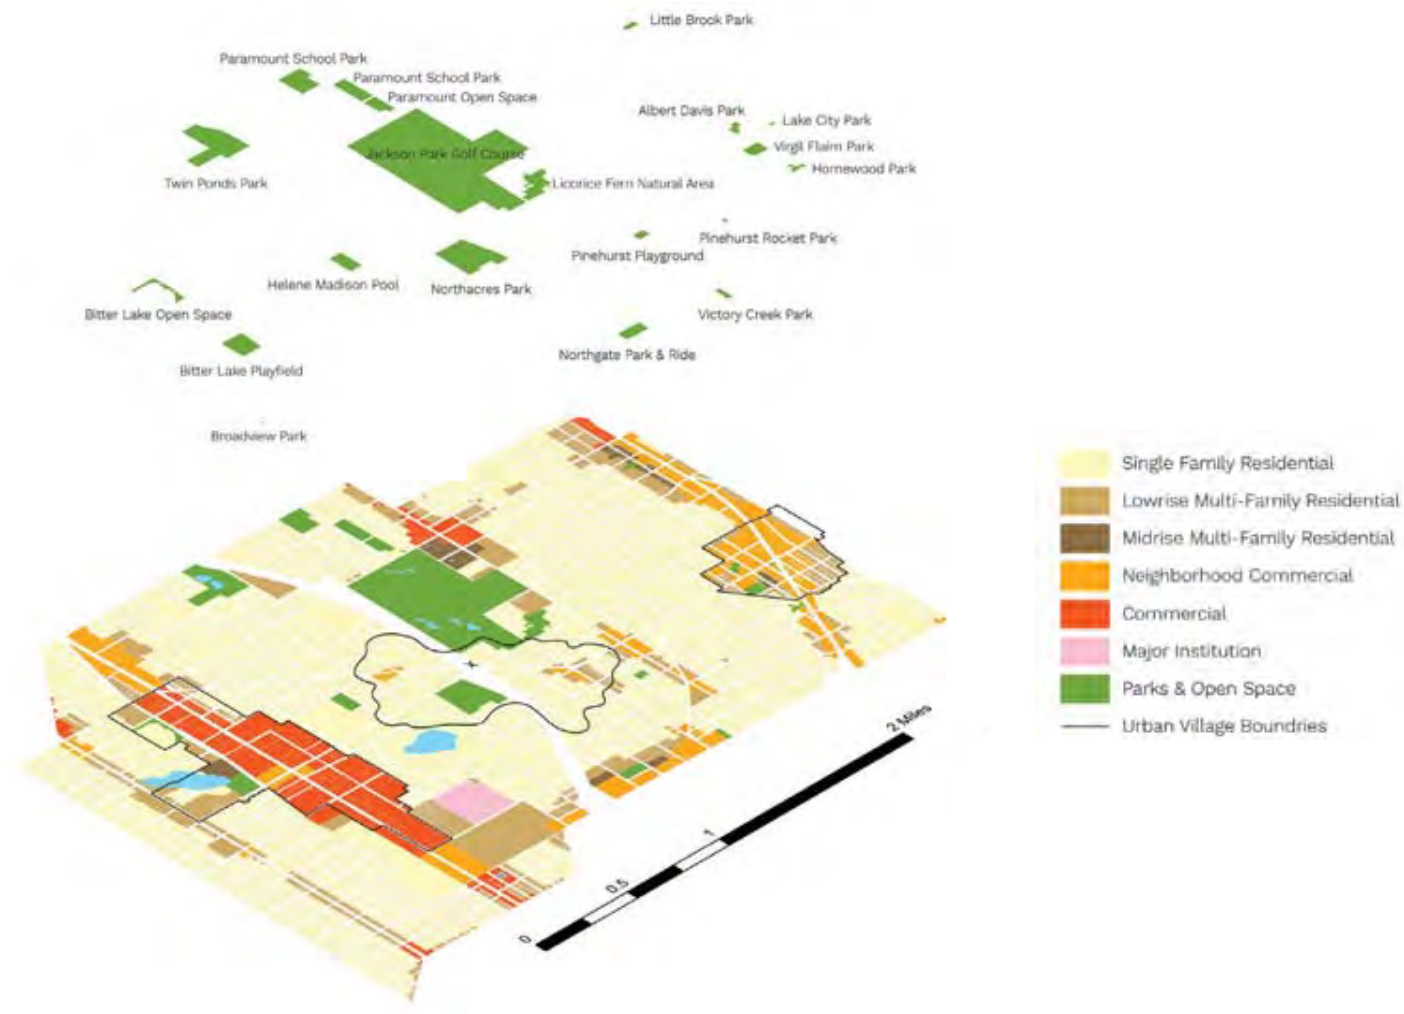 Little Brook Park
Paramount School Park
Paramount School Park
Paramount Open Space
Albert Davis Park
Lake City Park
Jackson Park Golf Course
Virgil Flaim Park
Homewood Park
Twin Ponds Park
Licorice Fern Natural Area
Pinehurst Rocket Park
Pinehurst Playground
Helene Madison Pool
Northacres Park
Bitter Lake Open Space
Victory Creek Park
Northgate Park & Ride
Bitter Lake Playfield
Broadview Park
Single Family Residential
Lowrise Multi-Family Residential
Midrise Multi-Family Residential
Neighborhood Commercial
Commercial
Major Institution
Parks & Open Space
Urban Village Boundries
2 Miles
1
0.5
0